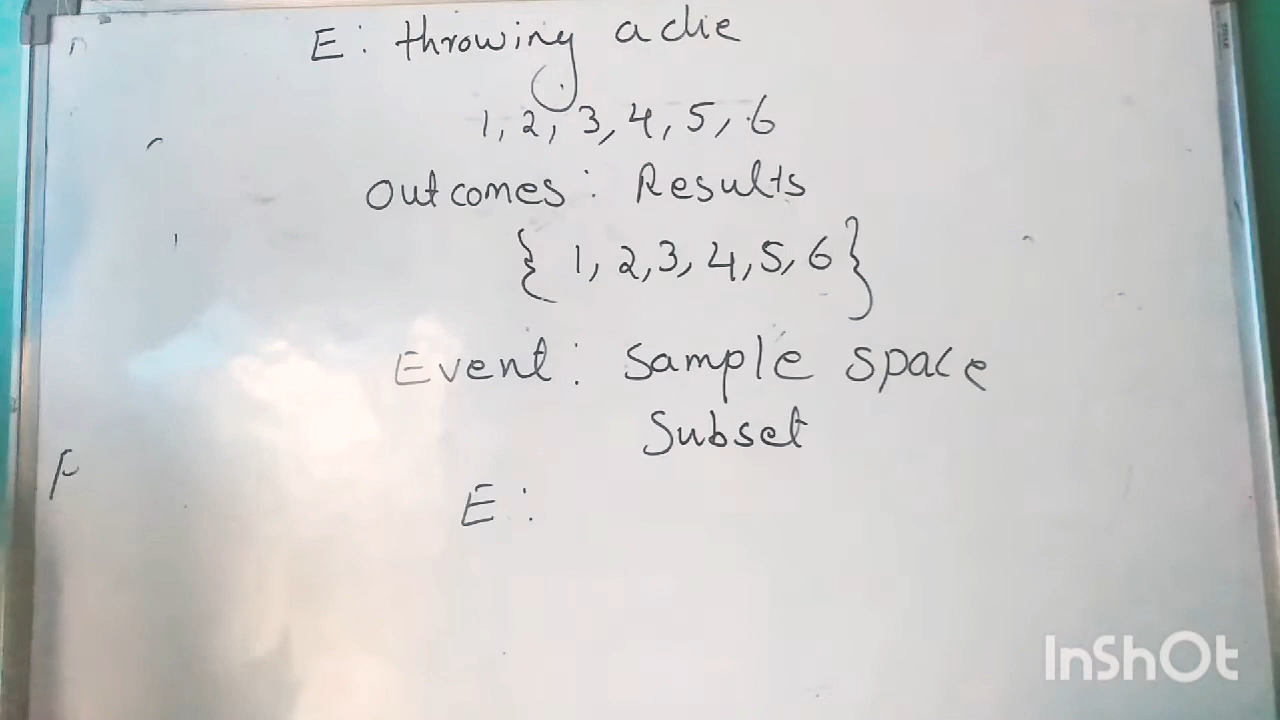 E: throwing a die
1, 2, 3, 4, 5, 6
Outcomes: Results
{ 1, 2, 3, 4, 5, 6 }
Event: Sample space
Subset
E:
InShOt